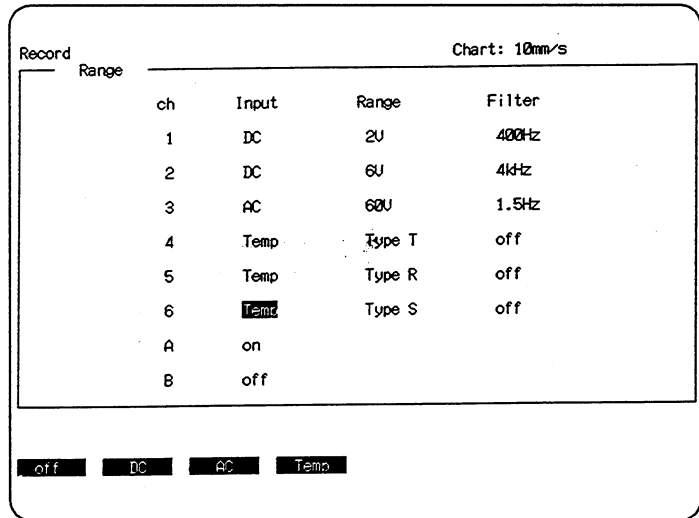 Record Chart: 10mm/s
Range
ch Input Range Filter
1 DC 2V 400Hz
2 DC 6V 4kHz
3 AC 60V 1.5Hz
4 Temp Type T off
5 Temp Type R off
6 Temp Type S off
A on
B off
off DC AC Temp